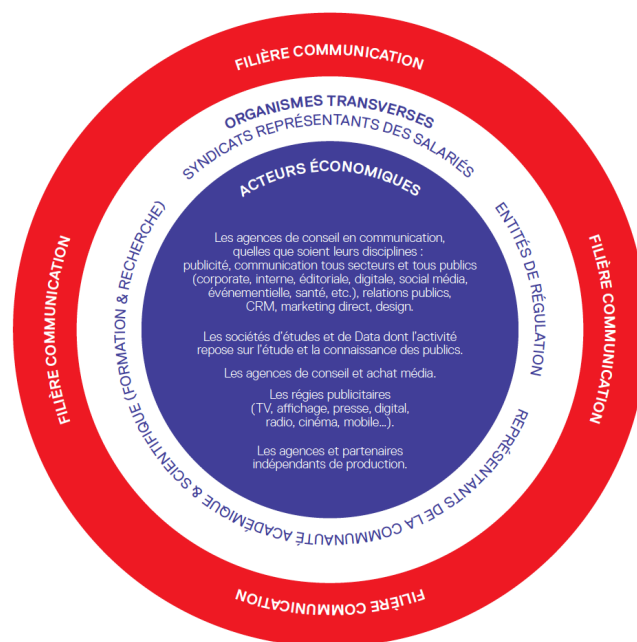 FILIÈRE COMMUNICATION
ORGANISMES TRANSVERSES
SYNDICATS REPRÉSENTANTS DES SALARIÉS
ENTITÉS DE RÉGULATION
REPRÉSENTANTS DE LA COMMUNAUTÉ ACADÉMIQUE & SCIENTIFIQUE (FORMATION & RECHERCHE)
FILIÈRE COMMUNICATION
FILIÈRE COMMUNICATION
ACTEURS ÉCONOMIQUES
Les agences de conseil en communication,
quelles que soient leurs disciplines :
publicité, communication tous secteurs et tous publics
(corporate, interne, éditoriale, digitale, social média,
événementielle, santé, etc.), relations publics,
CRM, marketing direct, design.
Les sociétés d'études et de Data dont l'activité
repose sur l'étude et la connaissance des publics.
Les agences de conseil et achat média.
Les régies publicitaires
(TV, affichage, presse, digital,
radio, cinéma, mobile...).
Les agences et partenaires
indépendants de production.
FILIÈRE COMMUNICATION